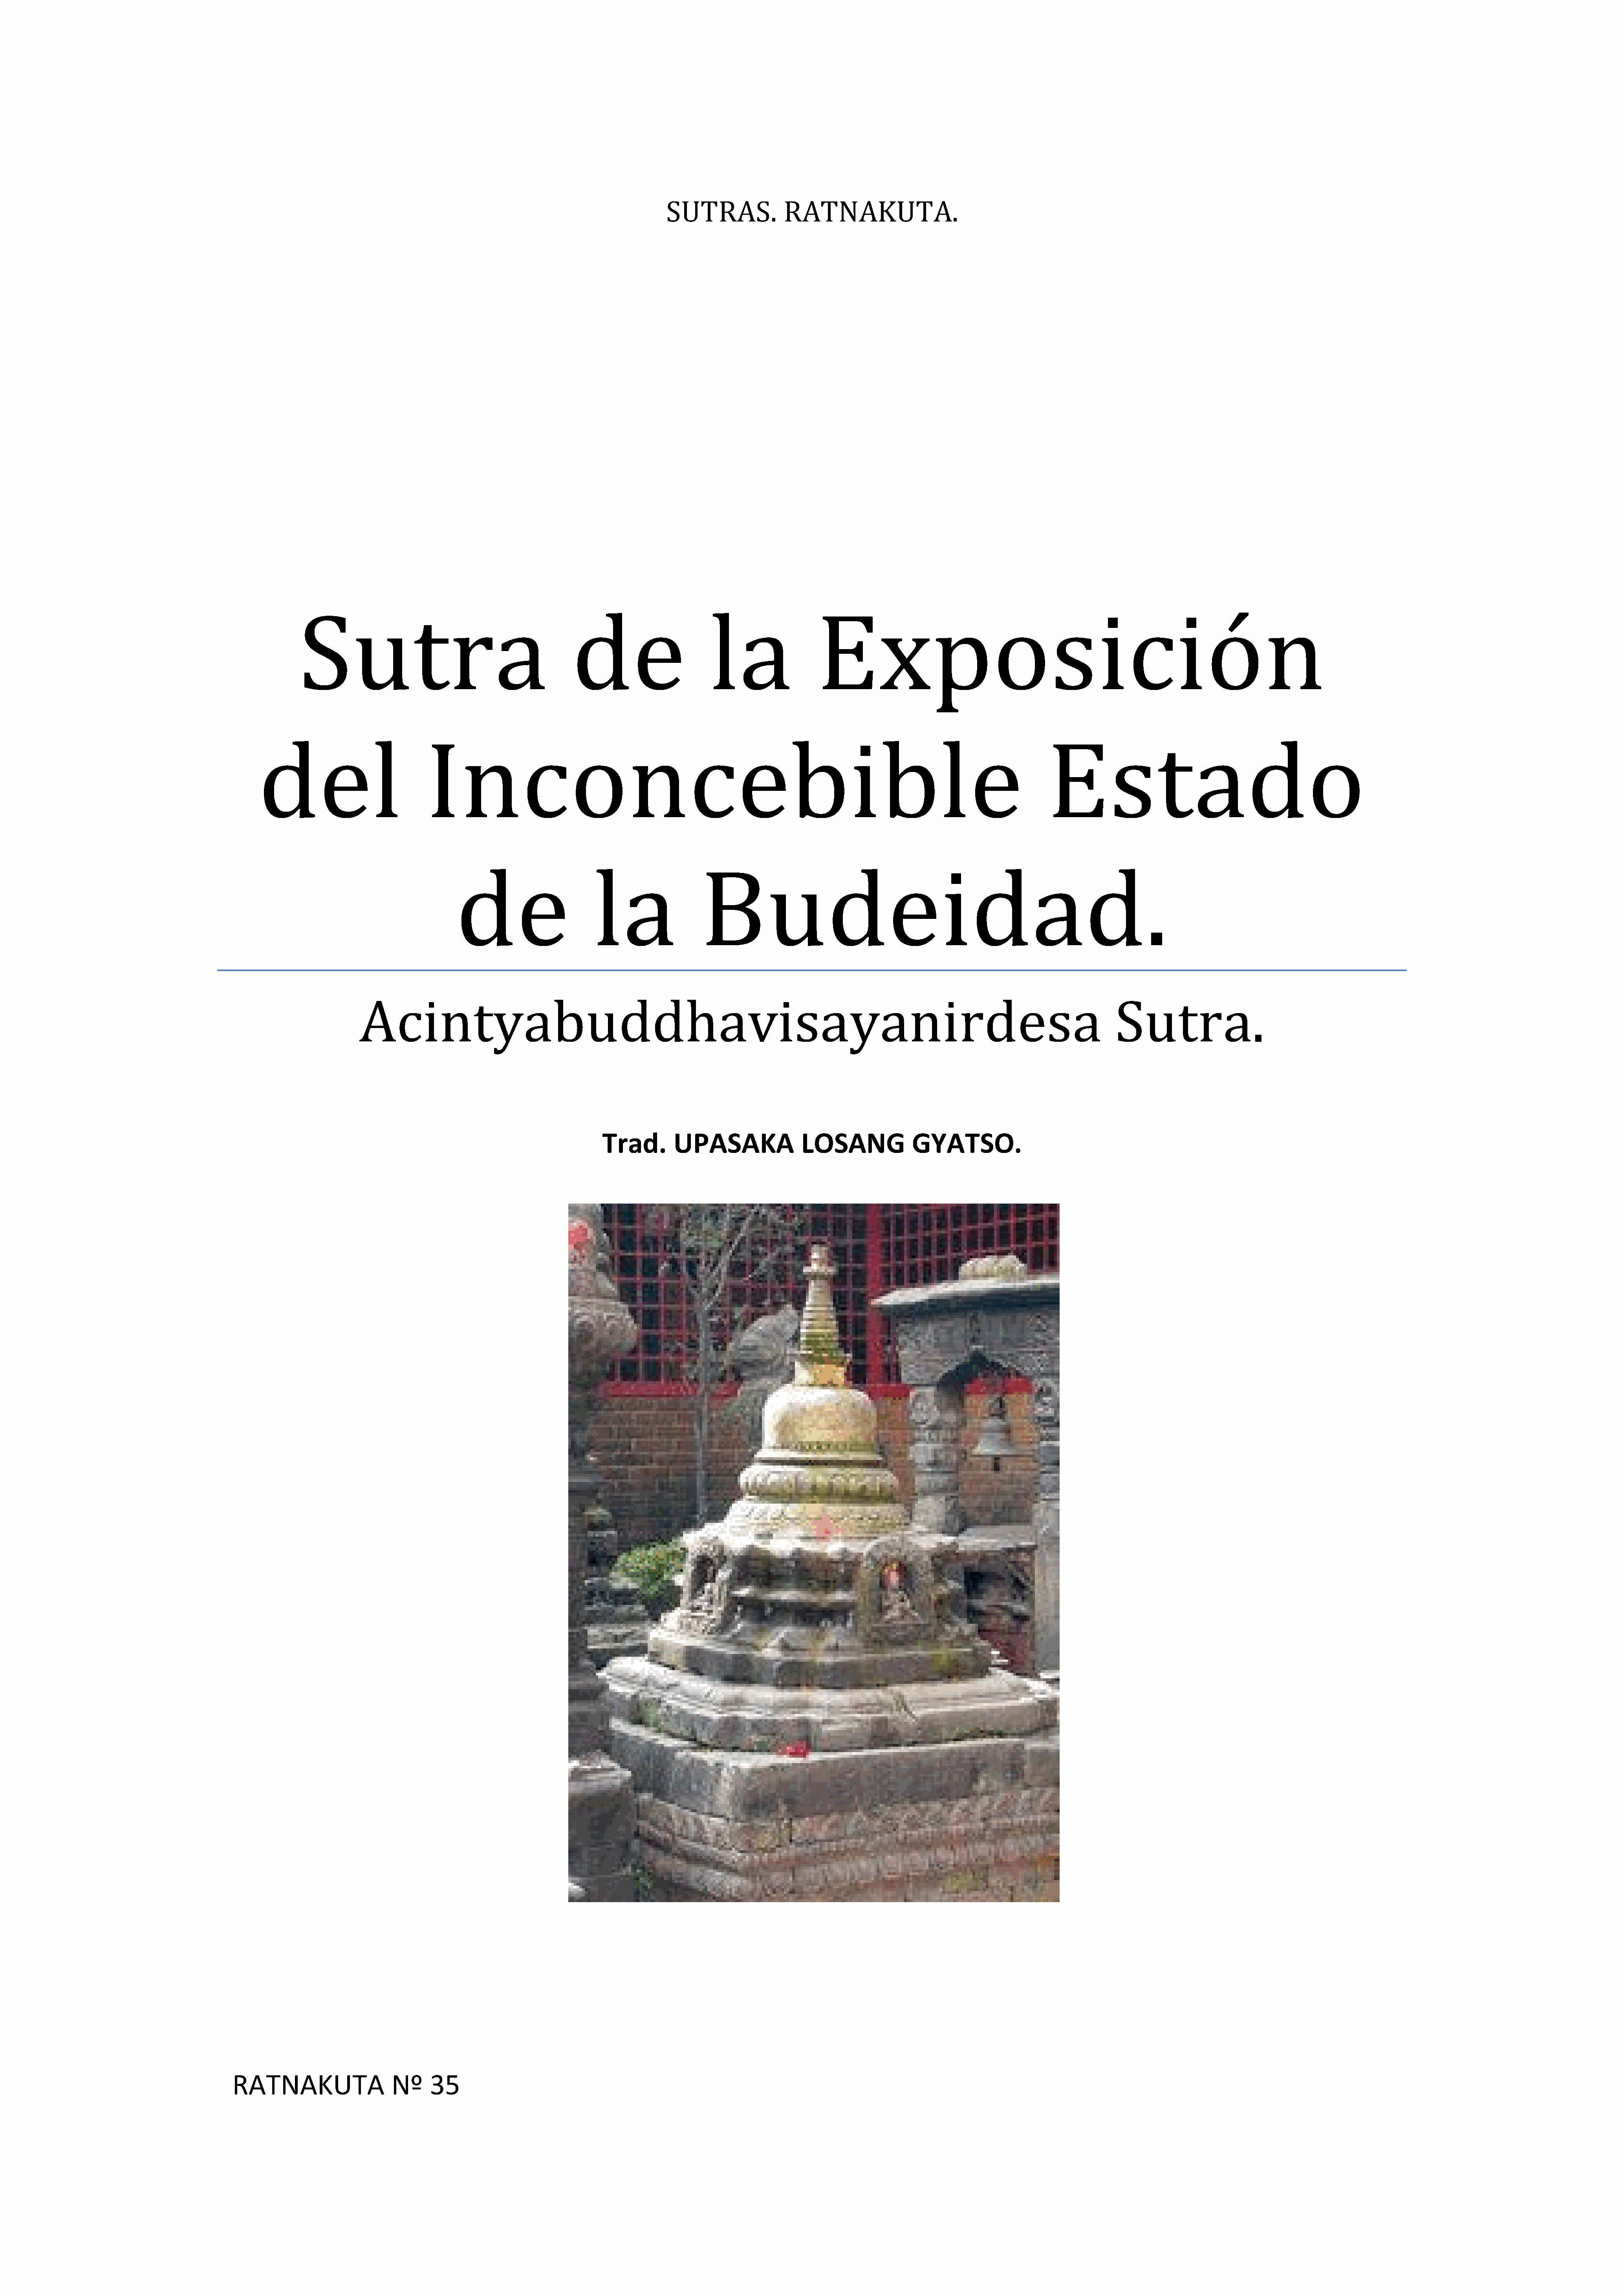 SUTRAS. RATNAKUTA.
Sutra de la Exposición
del Inconcebible Estado
de la Budeidad.
Acintyabuddhavisayanirdesa Sutra.
Trad. UPASAKA LOSANG GYATSO.
RATNAKUTA Nº 35